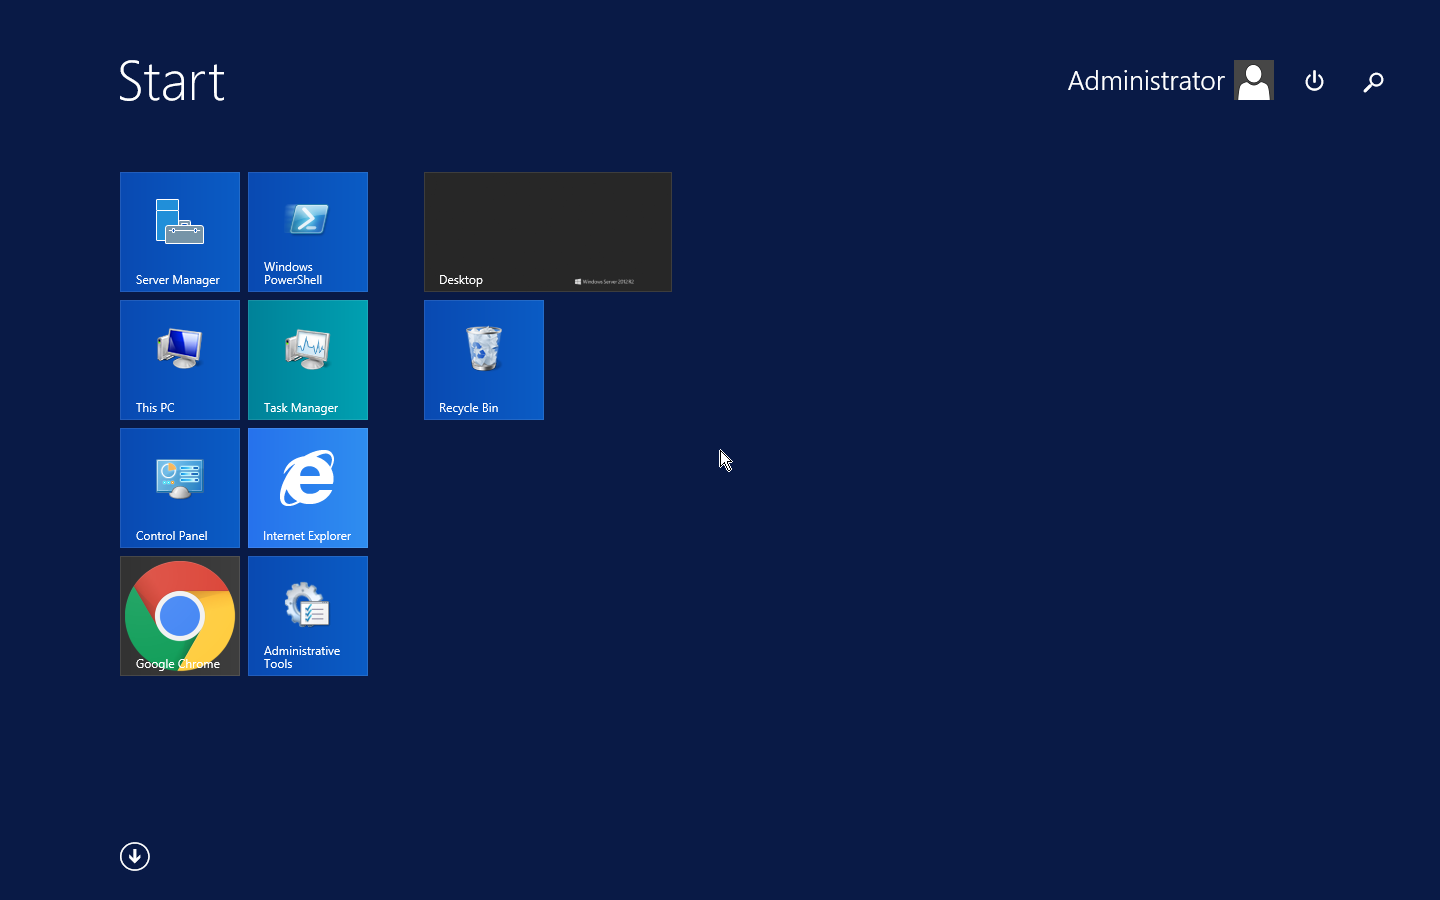 Start
Administrator
Server Manager
Windows
PowerShell
Desktop
Windows Server 2012 R2
This PC
Task Manager
Recycle Bin
Control Panel
Internet Explorer
Google Chrome
Administrative
Tools